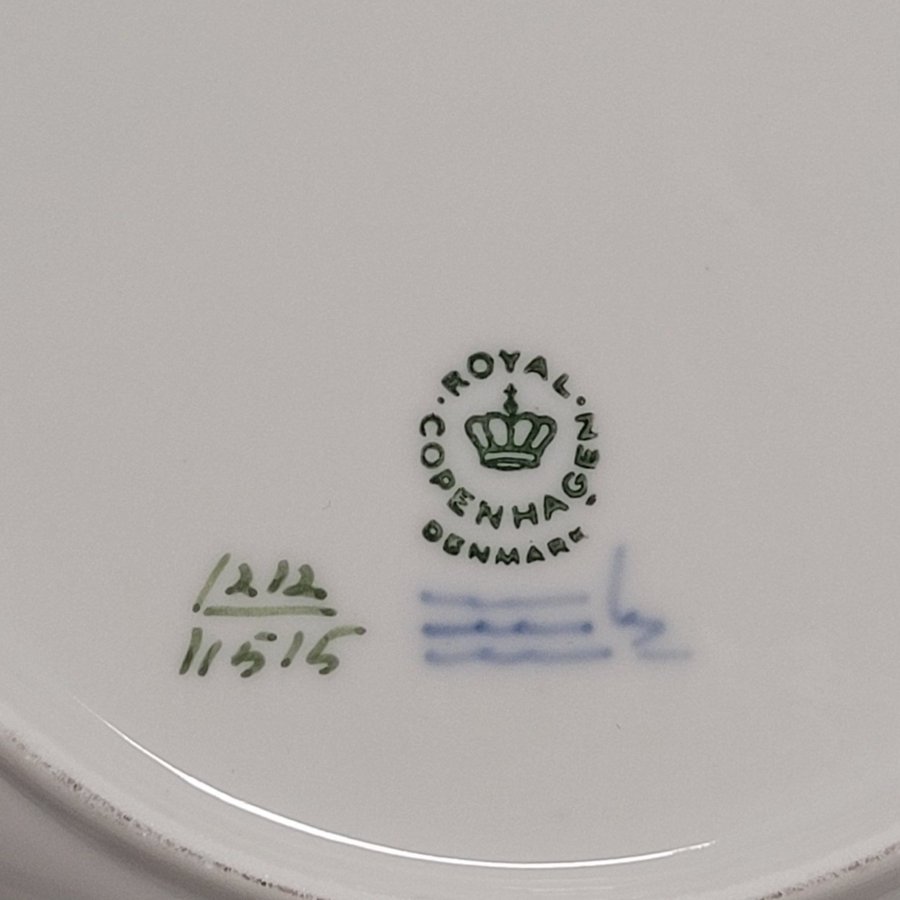 ROYAL
COPENHAGEN
DENMARK
1212
11515